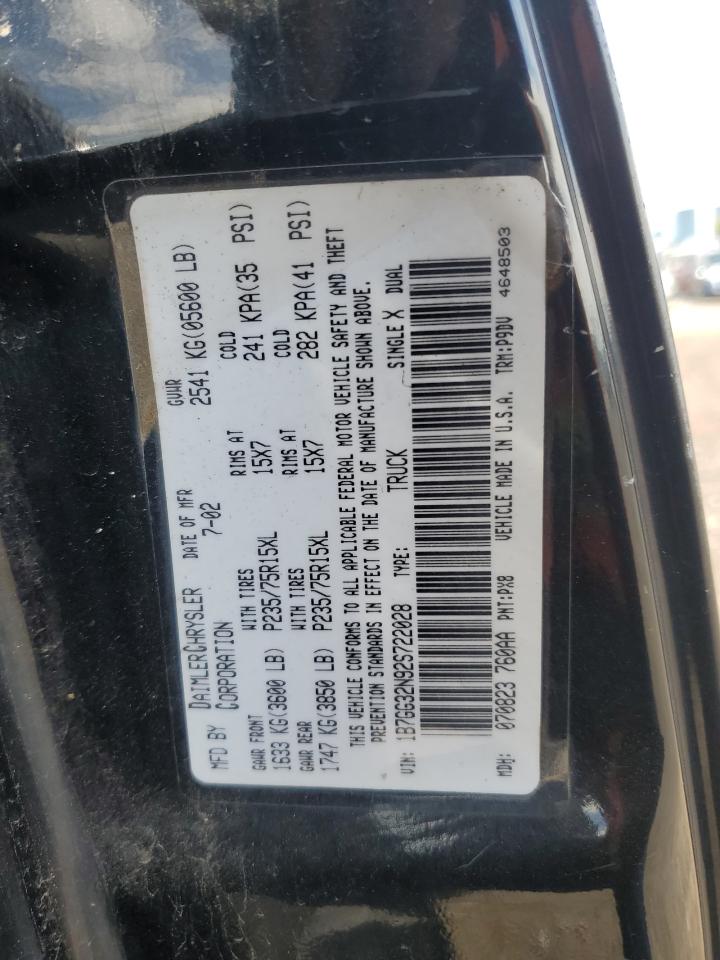 MFD BY DAIMLERCHRYSLER CORPORATION DATE OF MFR 7-02 GVWR 2541 KG(05600 LB)
GAWR FRONT WITH TIRES RIMS AT COLD
1633 KG(3600 LB) P235/75R15XL 15X7 241 KPA(35 PSI)
GAWR REAR WITH TIRES RIMS AT COLD
1747 KG(3850 LB) P235/75R15XL 15X7 282 KPA(41 PSI)
THIS VEHICLE CONFORMS TO ALL APPLICABLE FEDERAL MOTOR VEHICLE SAFETY AND THEFT
PREVENTION STANDARDS IN EFFECT ON THE DATE OF MANUFACTURE SHOWN ABOVE.
VIN: 1B7GG32N92S722028 TYPE: TRUCK SINGLE X DUAL
MDH: 070823 760AA PNT:PX8 VEHICLE MADE IN U.S.A. TRM:P9DV 4648503